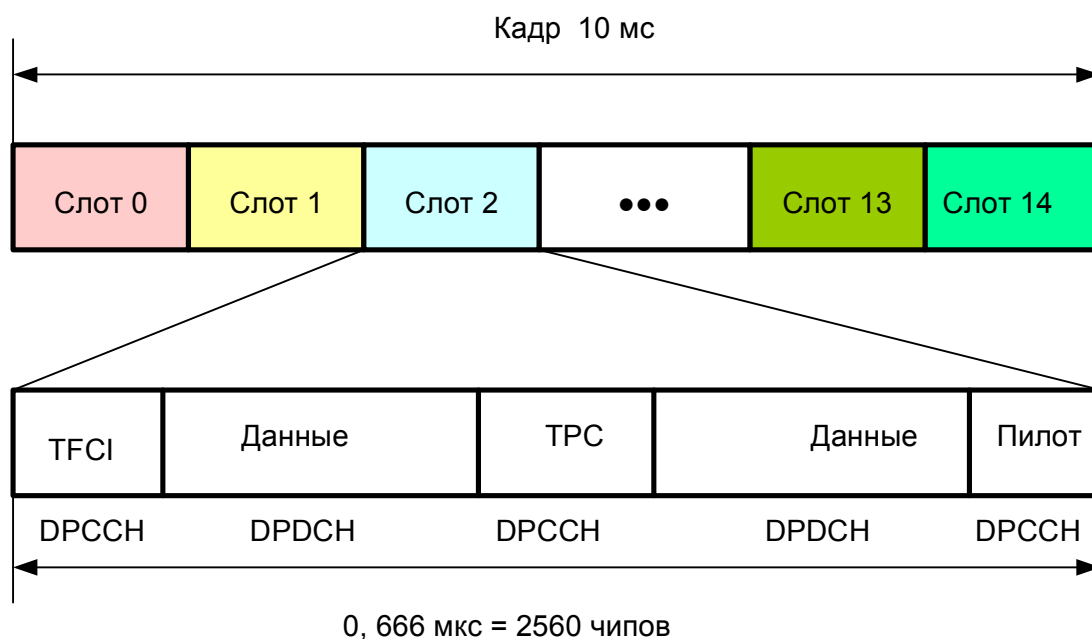 Кадр 10 мс
Слот 0 Слот 1 Слот 2 ••• Слот 13 Слот 14
TFCI Данные TPC Данные Пилот
DPCCH DPDCH DPCCH DPDCH DPCCH
0, 666 мкс = 2560 чипов